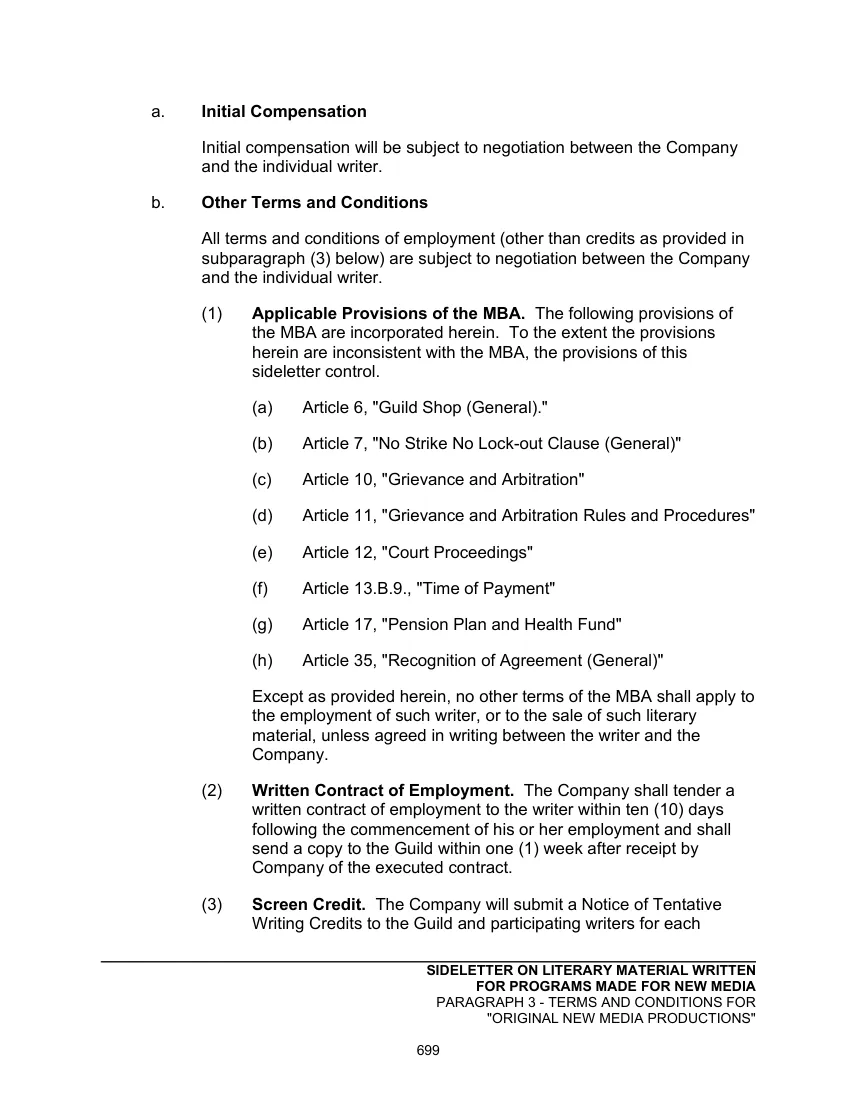 a. Initial Compensation
Initial compensation will be subject to negotiation between the Company
and the individual writer.
b. Other Terms and Conditions
All terms and conditions of employment (other than credits as provided in
subparagraph (3) below) are subject to negotiation between the Company
and the individual writer.
(1) Applicable Provisions of the MBA. The following provisions of
the MBA are incorporated herein. To the extent the provisions
herein are inconsistent with the MBA, the provisions of this
sideletter control.
(a) Article 6, "Guild Shop (General)."
(b) Article 7, "No Strike No Lock-out Clause (General)"
(c) Article 10, "Grievance and Arbitration"
(d) Article 11, "Grievance and Arbitration Rules and Procedures"
(e) Article 12, "Court Proceedings"
(f) Article 13.B.9., "Time of Payment"
(g) Article 17, "Pension Plan and Health Fund"
(h) Article 35, "Recognition of Agreement (General)"
Except as provided herein, no other terms of the MBA shall apply to
the employment of such writer, or to the sale of such literary
material, unless agreed in writing between the writer and the
Company.
(2) Written Contract of Employment. The Company shall tender a
written contract of employment to the writer within ten (10) days
following the commencement of his or her employment and shall
send a copy to the Guild within one (1) week after receipt by
Company of the executed contract.
(3) Screen Credit. The Company will submit a Notice of Tentative
Writing Credits to the Guild and participating writers for each
SIDELETTER ON LITERARY MATERIAL WRITTEN
FOR PROGRAMS MADE FOR NEW MEDIA
PARAGRAPH 3 - TERMS AND CONDITIONS FOR
"ORIGINAL NEW MEDIA PRODUCTIONS"
699